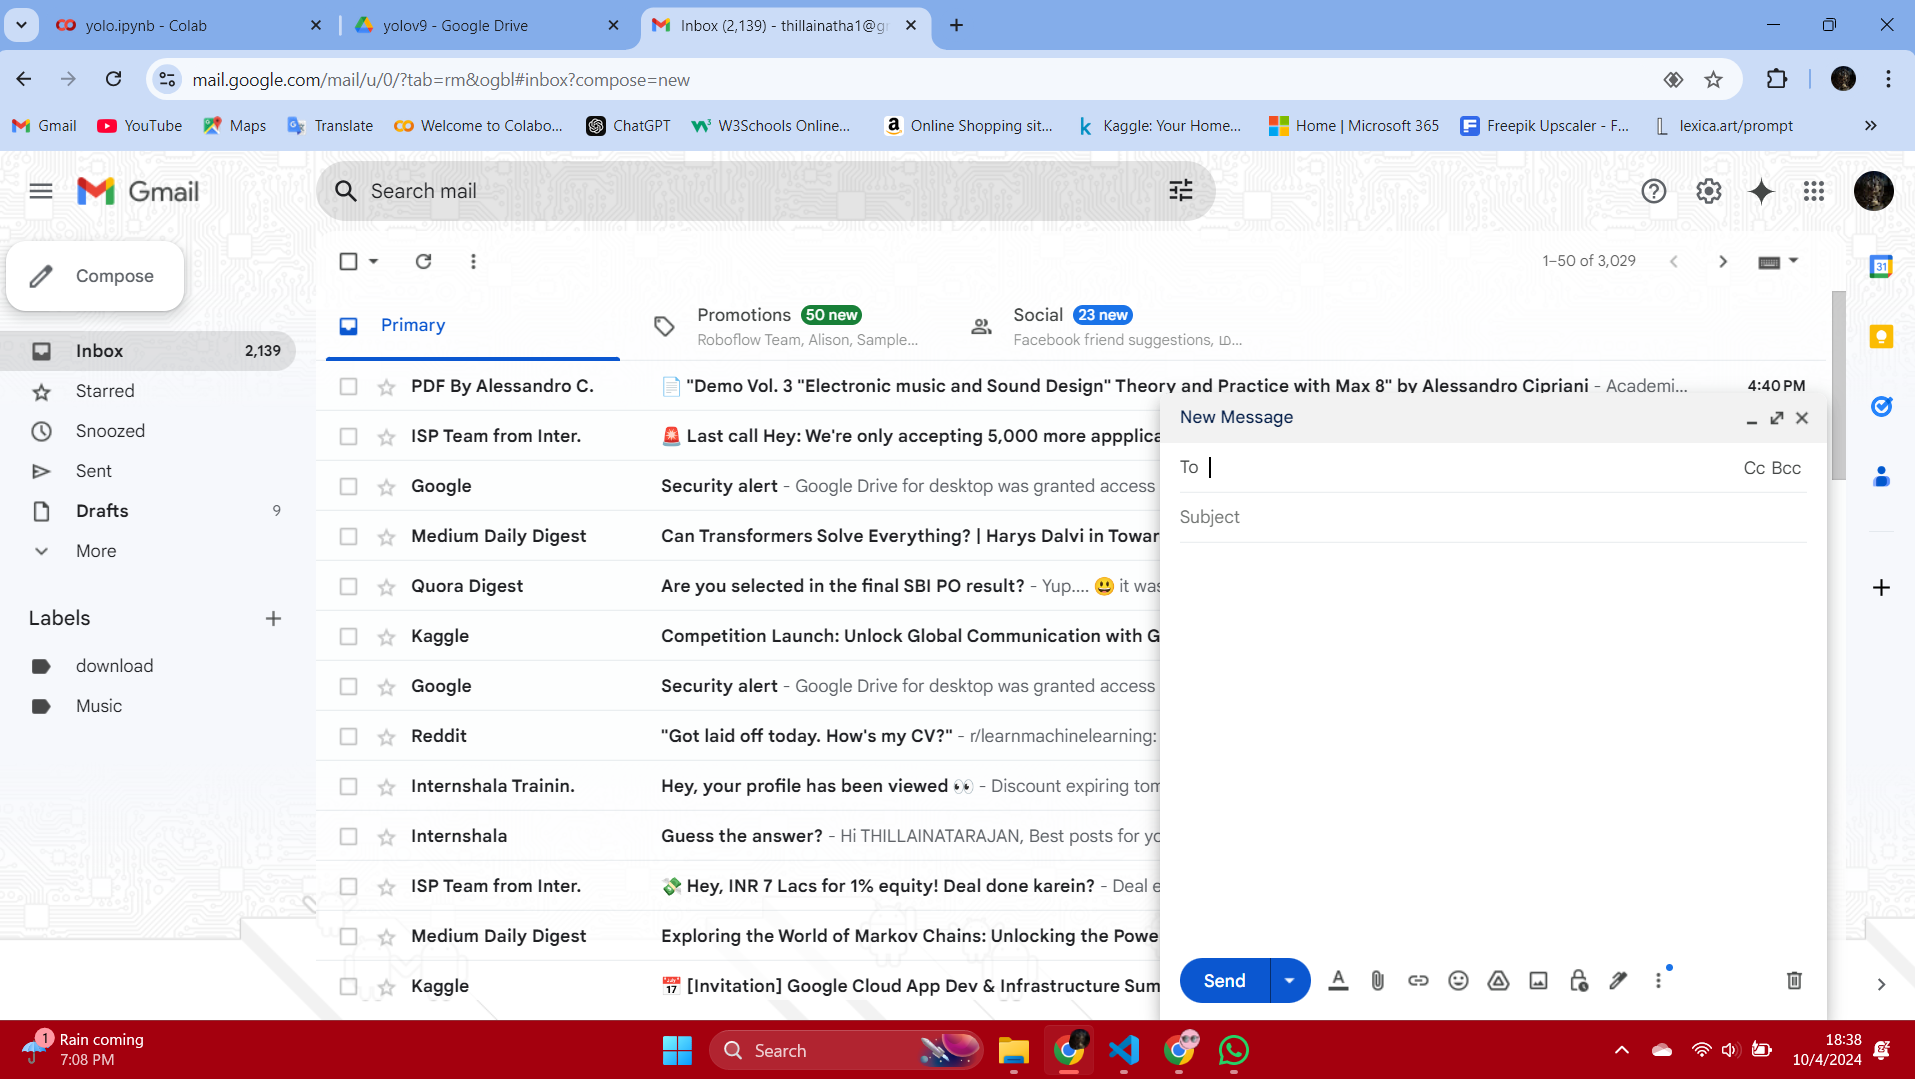 yolo.ipynb - Colab
yolov9 - Google Drive
Inbox (2,139) - thillainatha1@gm
mail.google.com/mail/u/0/?tab=rm&ogbl#inbox?compose=new
Gmail YouTube Maps Translate Welcome to Colabo... ChatGPT W3Schools Online... Online Shopping sit... Kaggle: Your Home... Home | Microsoft 365 Freepik Upscaler - F... lexica.art/prompt
Gmail
Search mail
Compose
1–50 of 3,029
Primary
Promotions 50 new
Roboflow Team, Alison, Sample...
Social 23 new
Facebook friend suggestions, ம...
Inbox 2,139
Starred
Snoozed
Sent
Drafts 9
More
Labels
download
Music
PDF By Alessandro C. "Demo Vol. 3 "Electronic music and Sound Design" Theory and Practice with Max 8" by Alessandro Cipriani - Academi... 4:40 PM
ISP Team from Inter. 🚨 Last call Hey: We're only accepting 5,000 more appplica
Google Security alert - Google Drive for desktop was granted access
Medium Daily Digest Can Transformers Solve Everything? | Harys Dalvi in Towar
Quora Digest Are you selected in the final SBI PO result? - Yup.... 😃 it was
Kaggle Competition Launch: Unlock Global Communication with G
Google Security alert - Google Drive for desktop was granted access
Reddit "Got laid off today. How's my CV?" - r/learnmachinelearning:
Internshala Trainin. Hey, your profile has been viewed 👀 - Discount expiring tom
Internshala Guess the answer? - Hi THILLAINATARAJAN, Best posts for yo
ISP Team from Inter. 💸 Hey, INR 7 Lacs for 1% equity! Deal done karein? - Deal e
Medium Daily Digest Exploring the World of Markov Chains: Unlocking the Powe
Kaggle 📅 [Invitation] Google Cloud App Dev & Infrastructure Sum
New Message
To Cc Bcc
Subject
Send
31
1
Rain coming
7:08 PM
Search
18:38
10/4/2024